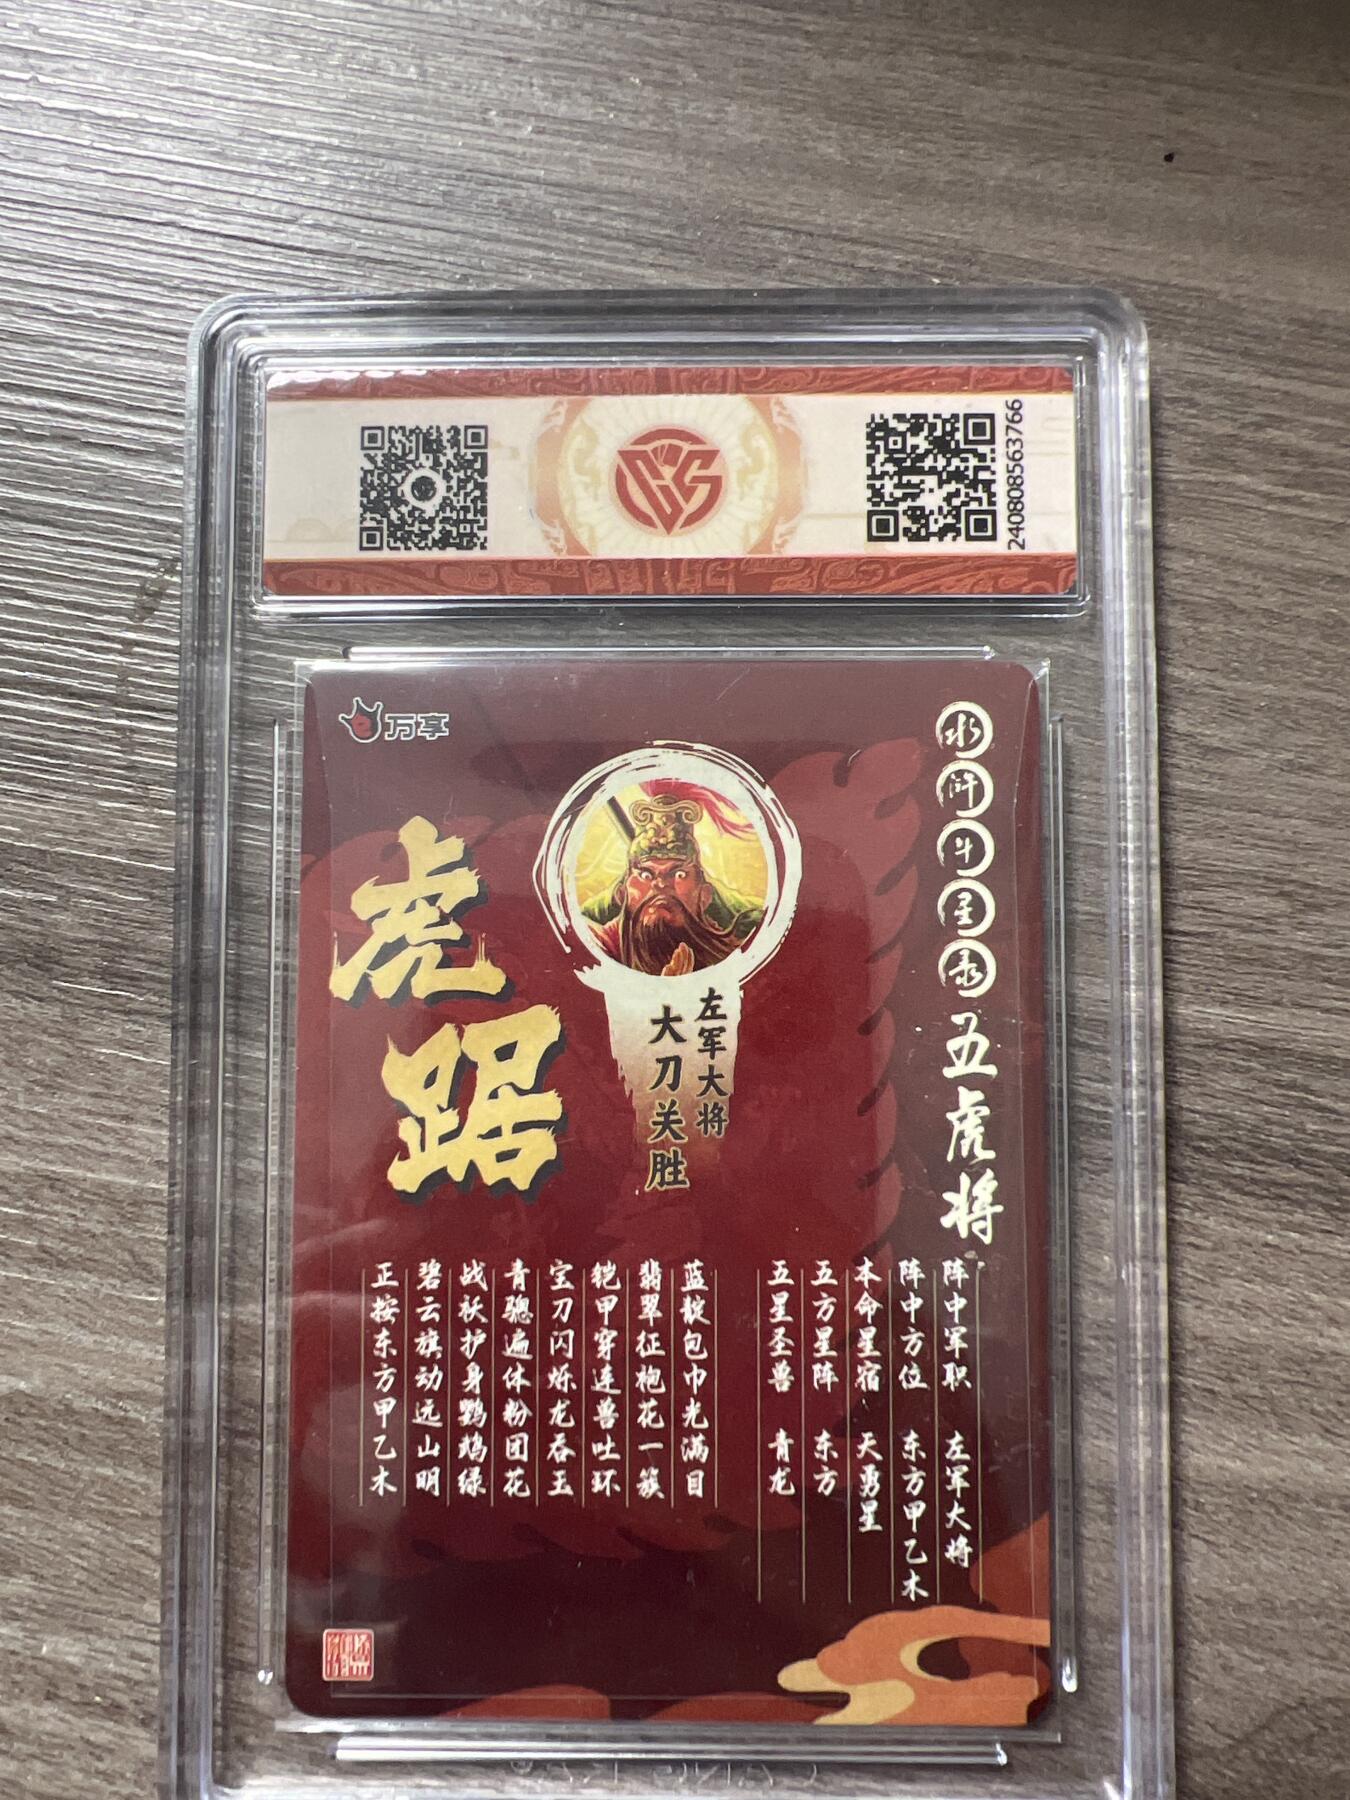 240808563766
万享
水浒斗星录 五虎将
虎踞
左军大将
大刀关胜
阵中军职 左军大将
阵中方位 东方甲乙木
本命星宿 天勇星
五方星阵 东方
五星圣兽 青龙
蓝靛包巾光满目
翡翠征袍花一簇
铠甲穿连兽吐环
宝刀闪烁龙吞玉
青骢遍体粉团花
战袄护身鹦鹉绿
碧云旗动远山明
正按东方甲乙木